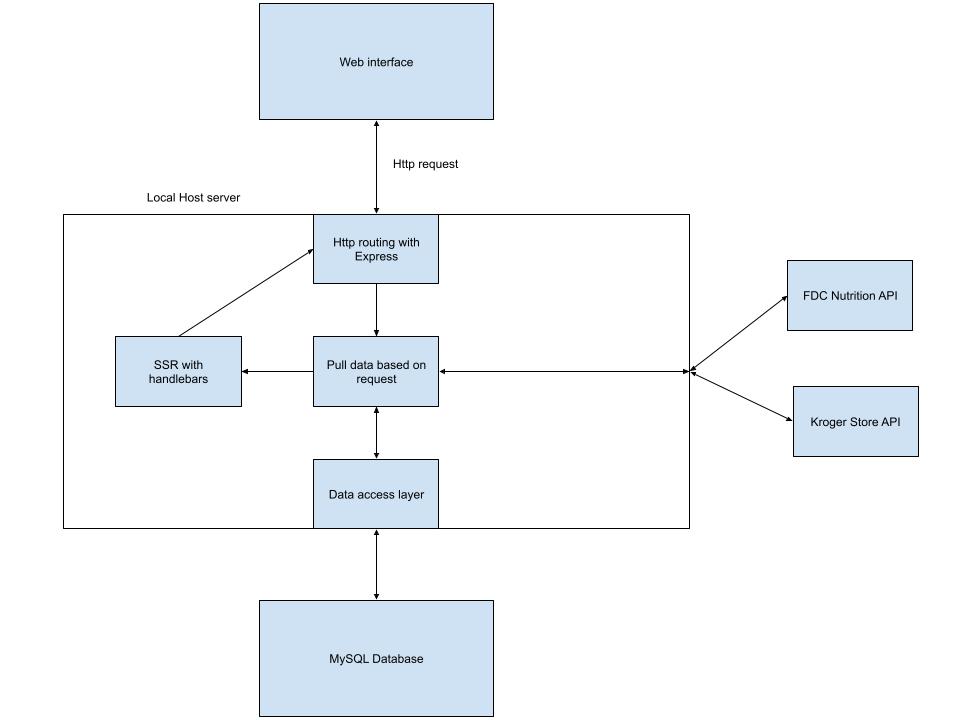 Web interface
Http request
Local Host server
Http routing with
Express
FDC Nutrition API
SSR with
handlebars
Pull data based on
request
Kroger Store API
Data access layer
MySQL Database